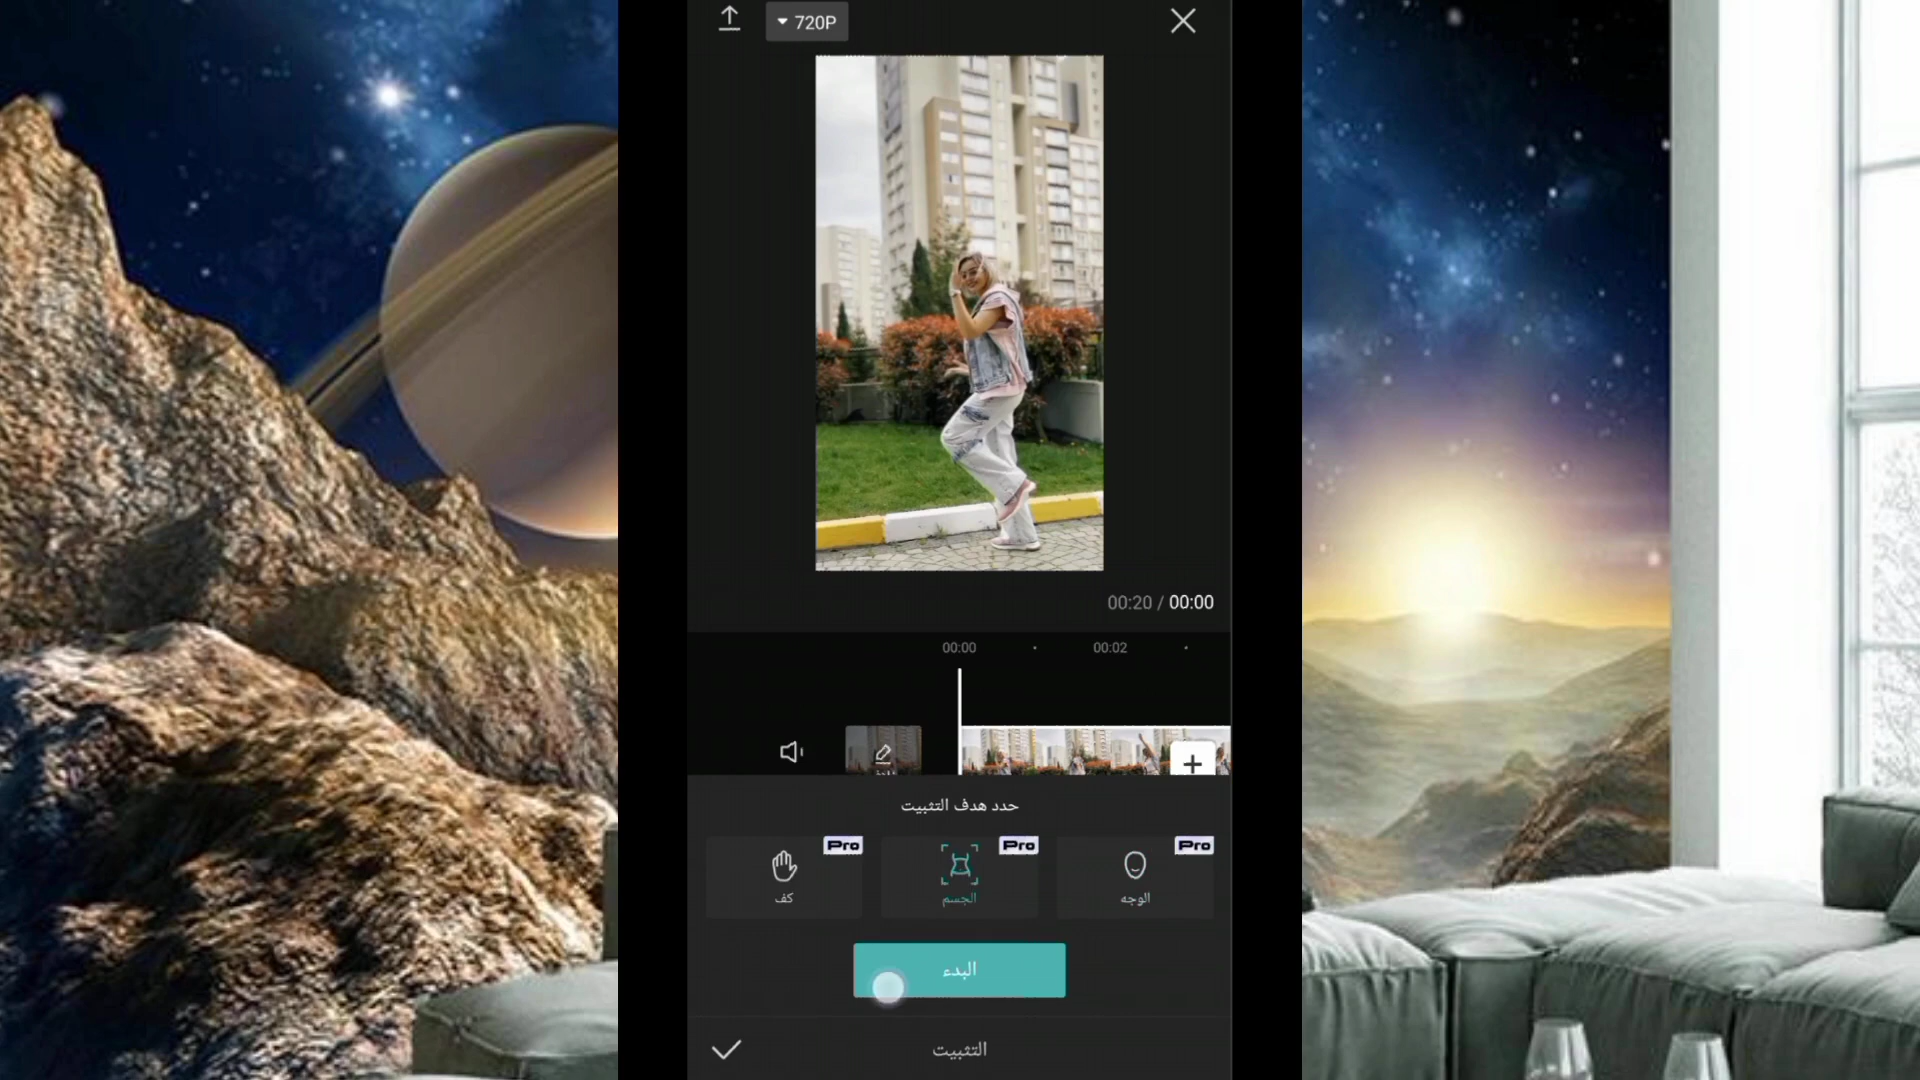 720P
00:20 / 00:00
00:00
00:02
حدد هدف التثبيت
Pro
Pro
Pro
الوجه
الجسم
كف
البدء
التثبيت